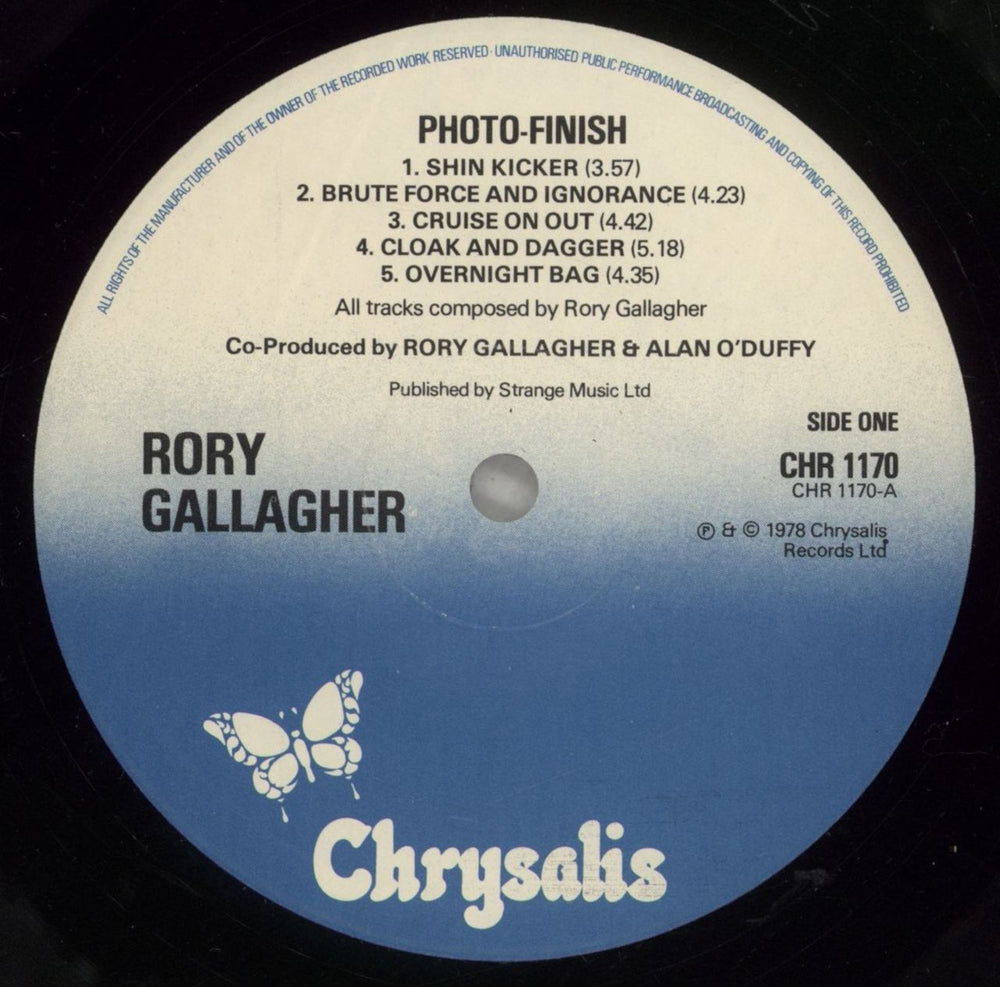 ALL RIGHTS OF THE MANUFACTURER AND OF THE OWNER OF THE RECORDED WORK RESERVED · UNAUTHORISED PUBLIC PERFORMANCE BROADCASTING AND COPYING OF THIS RECORD PROHIBITED
PHOTO-FINISH
1. SHIN KICKER (3.57)
2. BRUTE FORCE AND IGNORANCE (4.23)
3. CRUISE ON OUT (4.42)
4. CLOAK AND DAGGER (5.18)
5. OVERNIGHT BAG (4.35)
All tracks composed by Rory Gallagher
Co-Produced by RORY GALLAGHER & ALAN O'DUFFY
Published by Strange Music Ltd
RORY
GALLAGHER
SIDE ONE
CHR 1170
CHR 1170-A
℗ & © 1978 Chrysalis
Records Ltd
Chrysalis